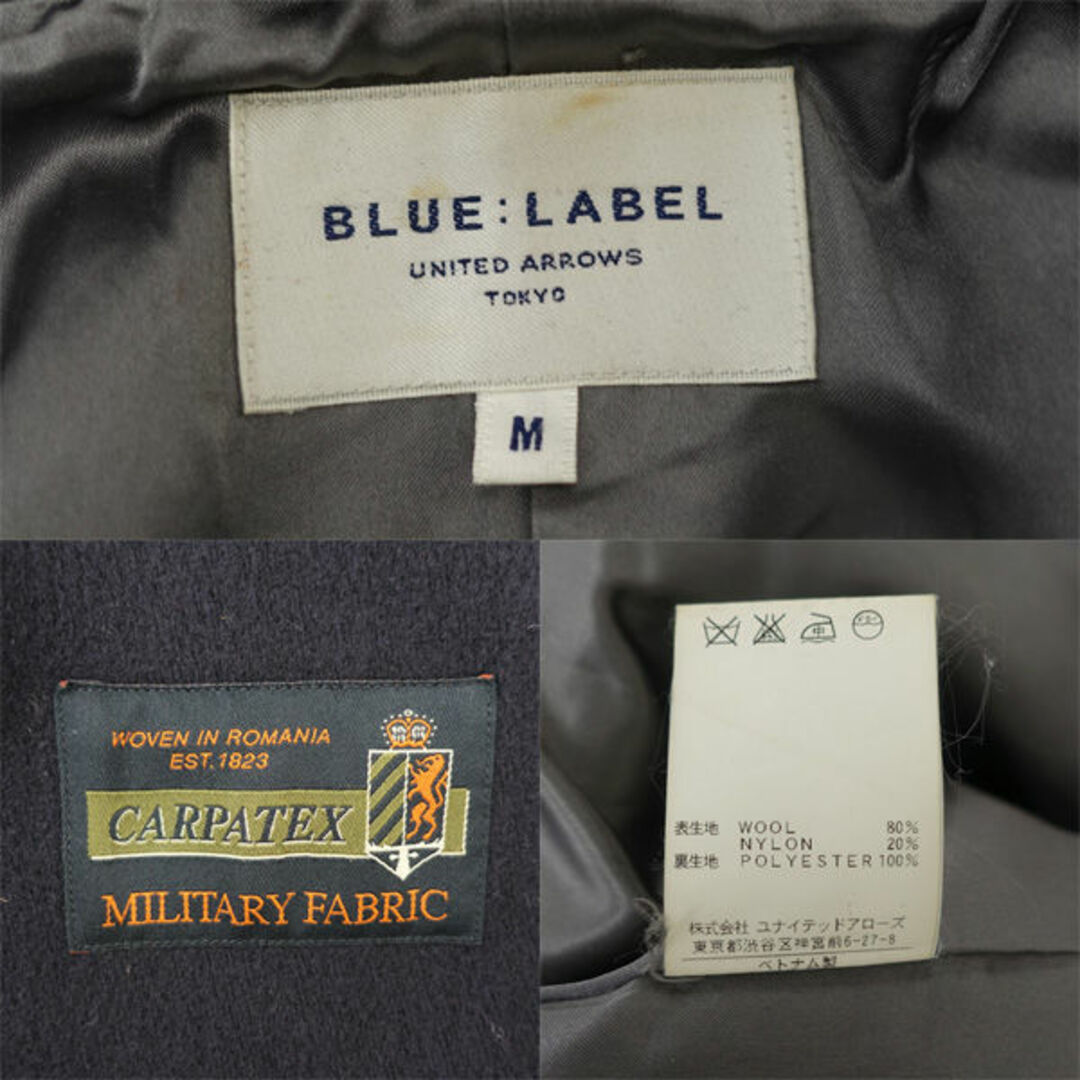 BLUE : LABEL
UNITED ARROWS
TOKYO
M
WOVEN IN ROMANIA
EST. 1823
CARPATEX
MILITARY FABRIC
中
表生地 WOOL 80%
NYLON 20%
裏生地 POLYESTER 100%
株式会社 ユナイテッドアローズ
東京都渋谷区神宮前6-27-8
ベトナム製